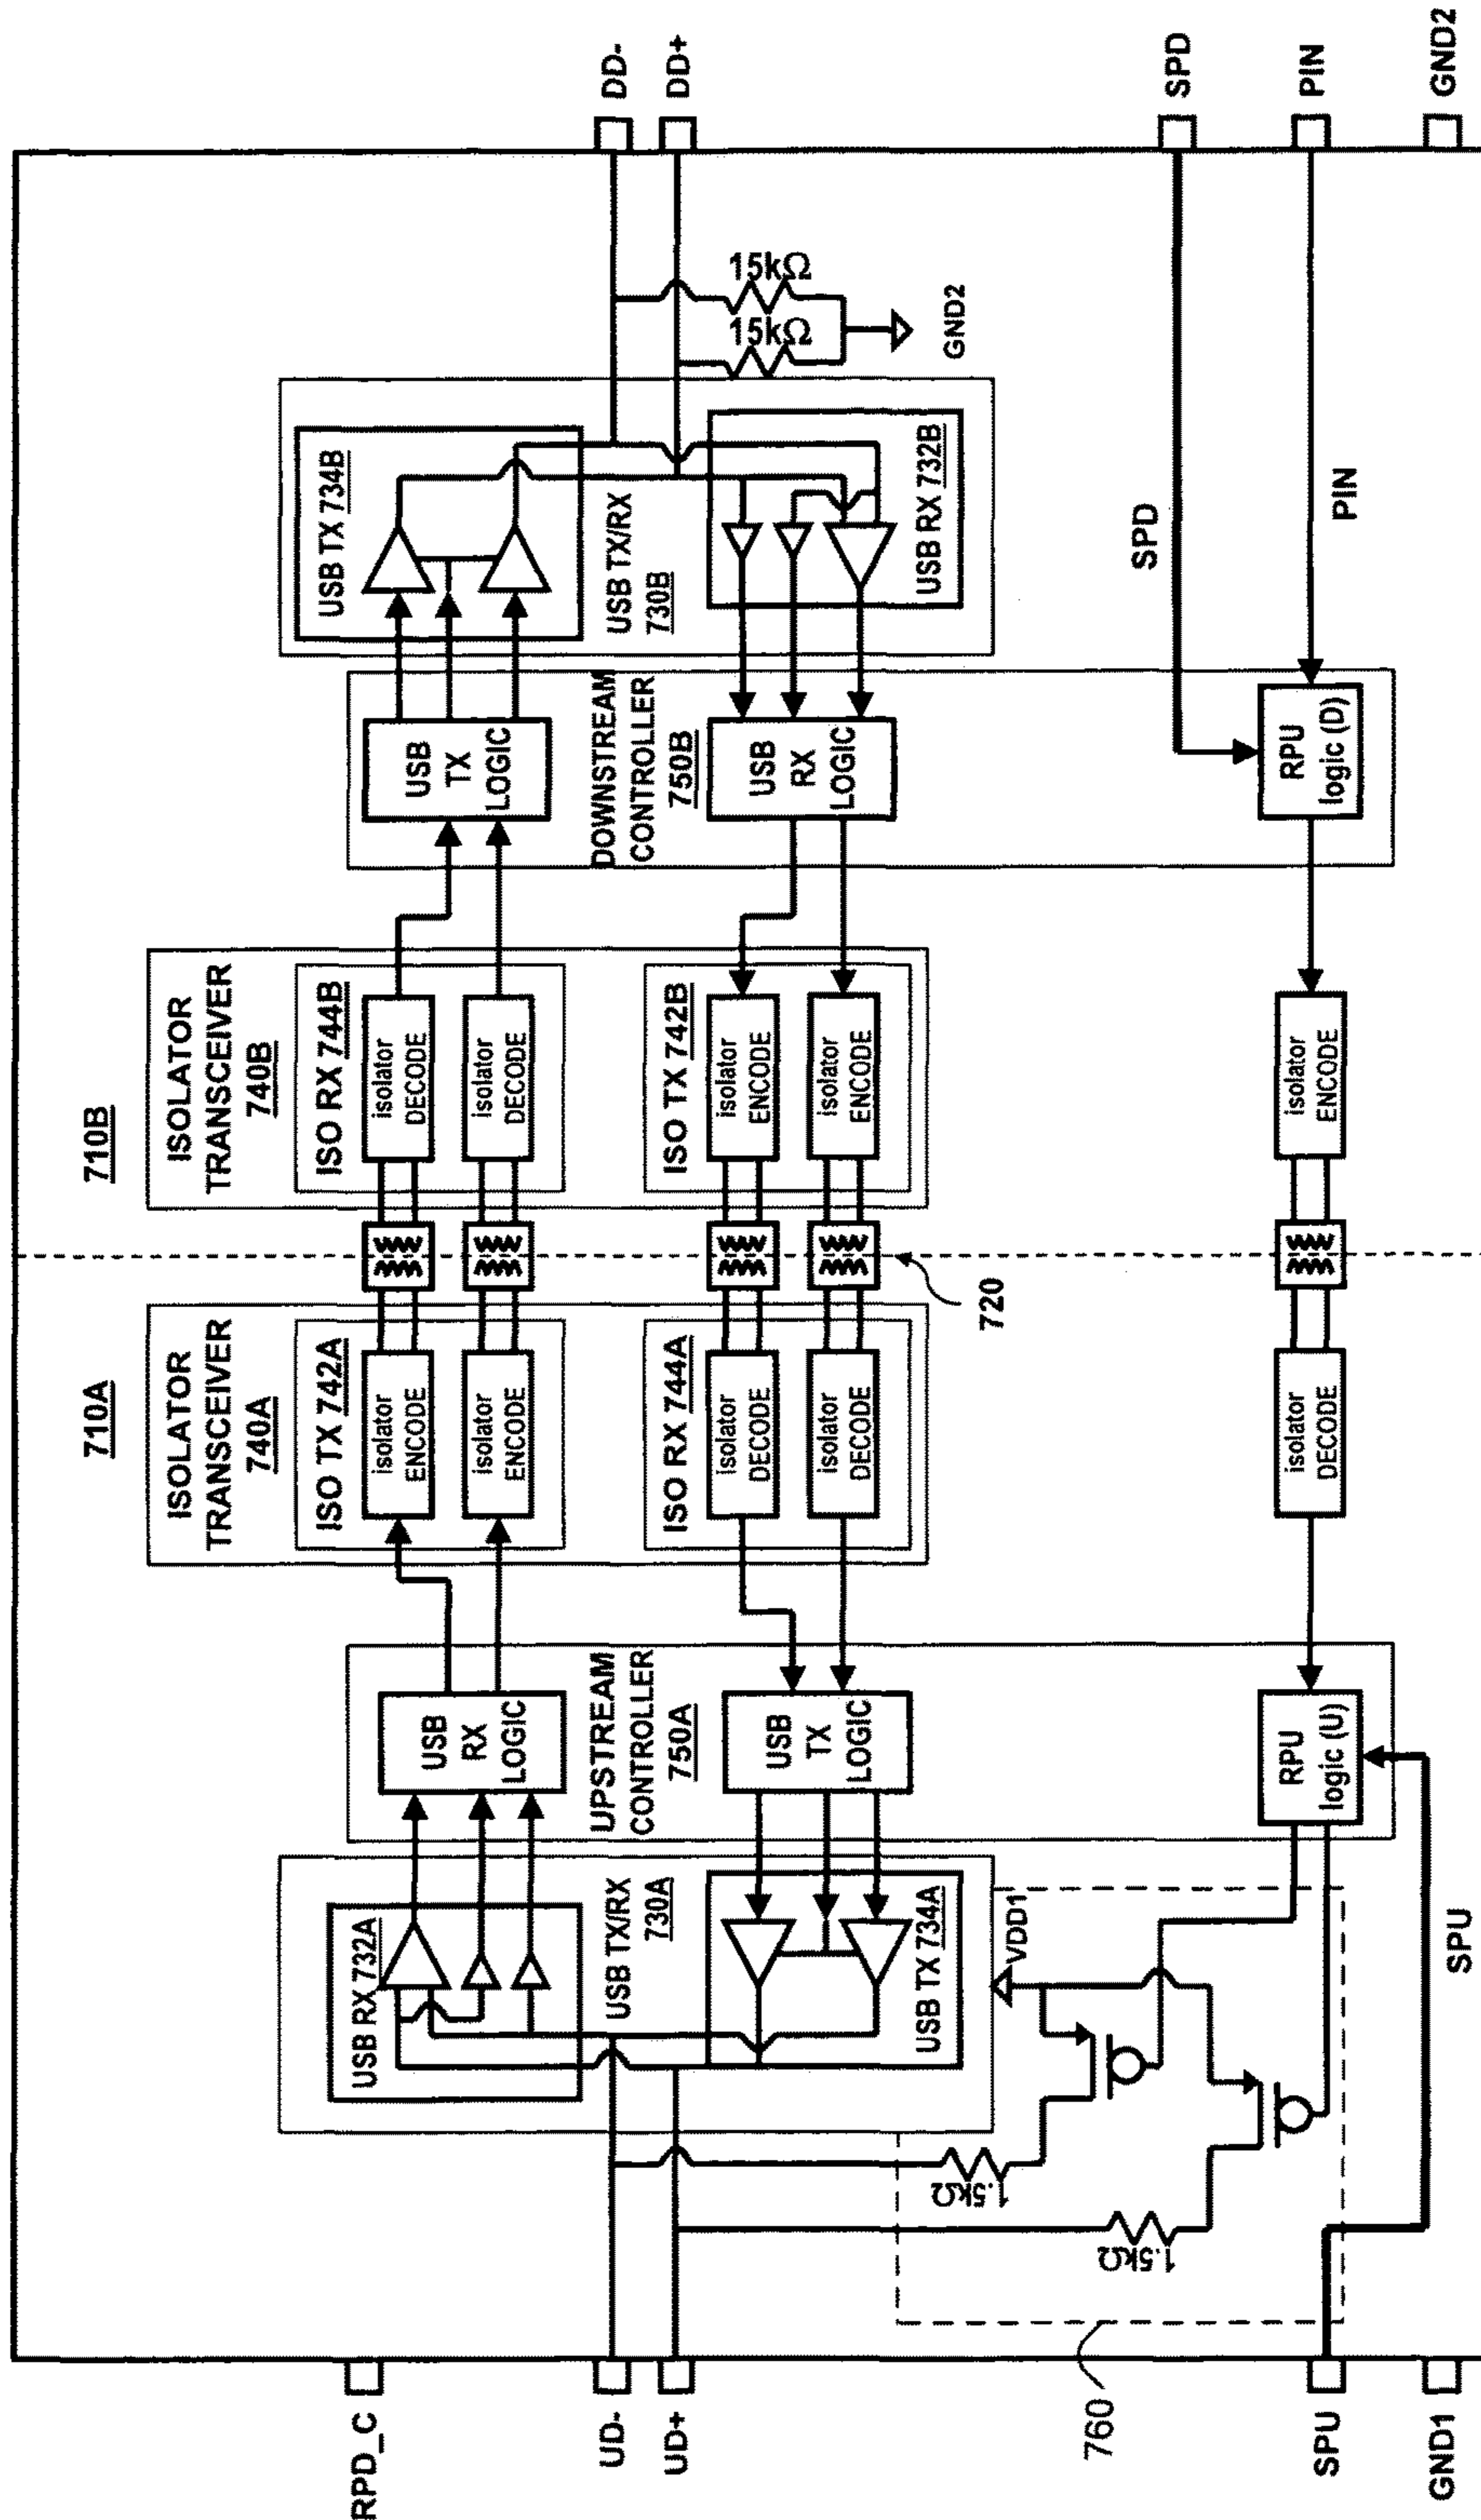 710A
710B
ISOLATOR
TRANSCEIVER
740A
ISOLATOR
TRANSCEIVER
740B
RPD_C
UD-
UD+
760
SPU
GND1
USB RX 732A
USB TX/RX
730A
USB TX 734A
VDD1
1.5kΩ
1.5kΩ
SPU
USB
RX
LOGIC
UPSTREAM
CONTROLLER
750A
USB
TX
LOGIC
RPU
logic (U)
ISO TX 742A
isolator
ENCODE
isolator
ENCODE
ISO RX 744A
isolator
DECODE
isolator
DECODE
isolator
DECODE
720
ISO RX 744B
isolator
DECODE
isolator
DECODE
ISO TX 742B
isolator
ENCODE
isolator
ENCODE
isolator
ENCODE
USB
TX
LOGIC
DOWNSTREAM
CONTROLLER
750B
USB
RX
LOGIC
RPU
logic (D)
USB TX 734B
USB TX/RX
730B
USB RX 732B
15kΩ
15kΩ
GND2
SPD
PIN
DD-
DD+
SPD
PIN
GND2